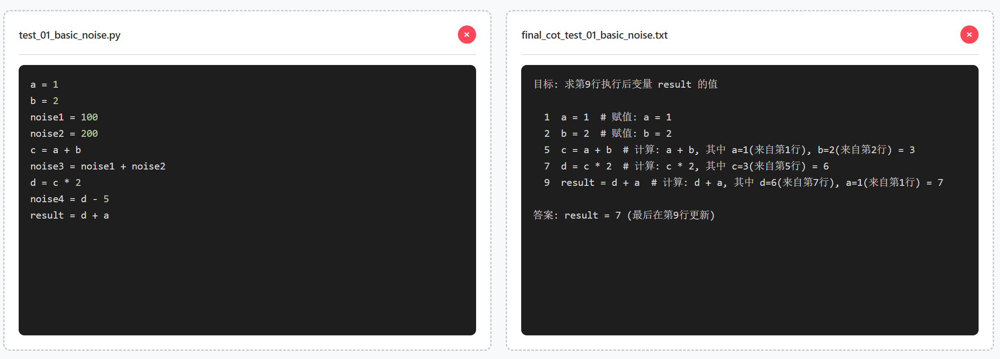 test_01_basic_noise.py
×
a = 1
b = 2
noise1 = 100
noise2 = 200
c = a + b
noise3 = noise1 + noise2
d = c * 2
noise4 = d - 5
result = d + a
final_cot_test_01_basic_noise.txt
×
目标: 求第9行执行后变量 result 的值
1  a = 1  # 赋值: a = 1
2  b = 2  # 赋值: b = 2
5  c = a + b  # 计算: a + b, 其中 a=1(来自第1行), b=2(来自第2行) = 3
7  d = c * 2  # 计算: c * 2, 其中 c=3(来自第5行) = 6
9  result = d + a  # 计算: d + a, 其中 d=6(来自第7行), a=1(来自第1行) = 7
答案: result = 7 (最后在第9行更新)